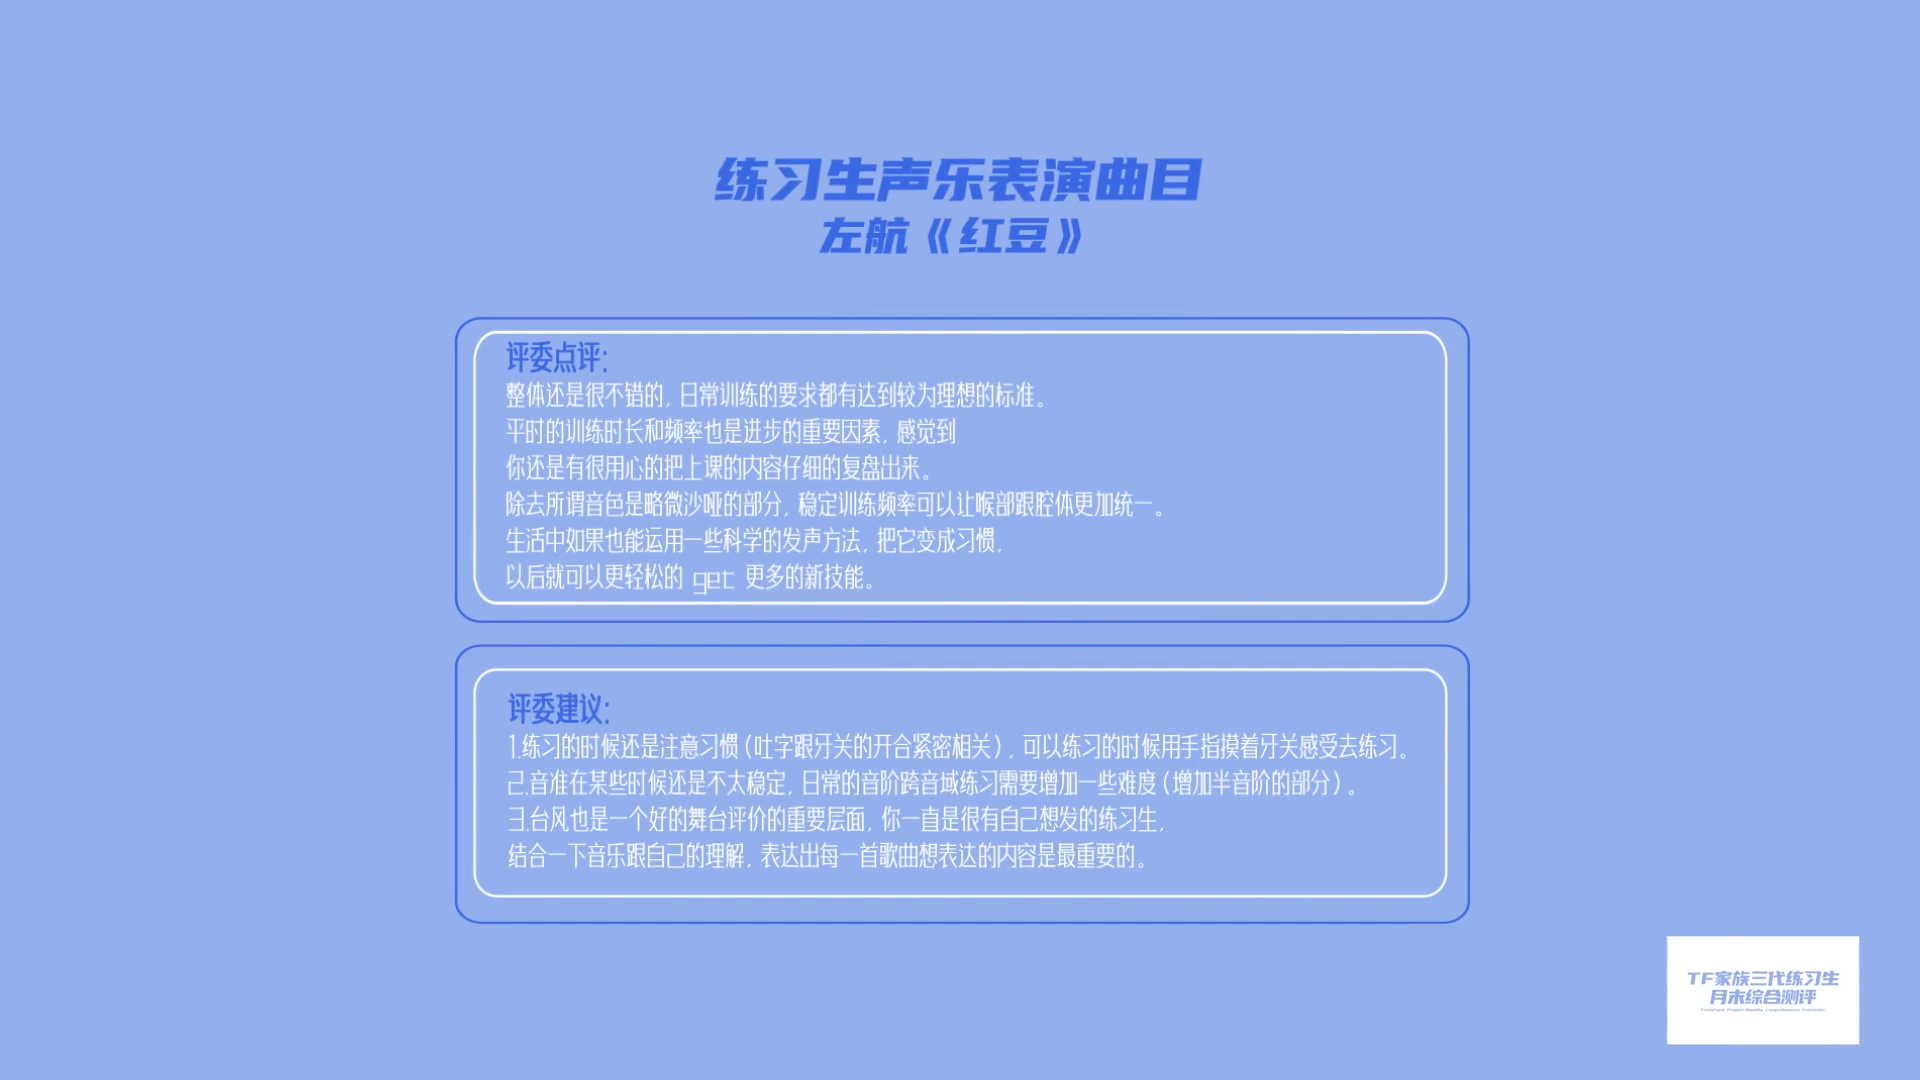 练习生声乐表演曲目
左航《红豆》
评委点评:
整体还是很不错的, 日常训练的要求都有达到较为理想的标准。
平时的训练时长和频率也是进步的重要因素, 感觉到
你还是有很用心的把上课的内容仔细的复盘出来。
除去所谓音色是略微沙哑的部分, 稳定训练频率可以让喉部跟腔体更加统一。
生活中如果也能运用一些科学的发声方法, 把它变成习惯,
以后就可以更轻松的 get 更多的新技能。
评委建议:
1.练习的时候还是注意习惯(吐字跟牙关的开合紧密相关), 可以练习的时候用手指摸着牙关感受去练习。
2.音准在某些时候还是不太稳定, 日常的音阶跨音域练习需要增加一些难度(增加半音阶的部分)。
3.台风也是一个好的舞台评价的重要层面, 你一直是很有自己想发的练习生,
结合一下音乐跟自己的理解, 表达出每一首歌曲想表达的内容是最重要的。
TF家族三代练习生
月末综合测评